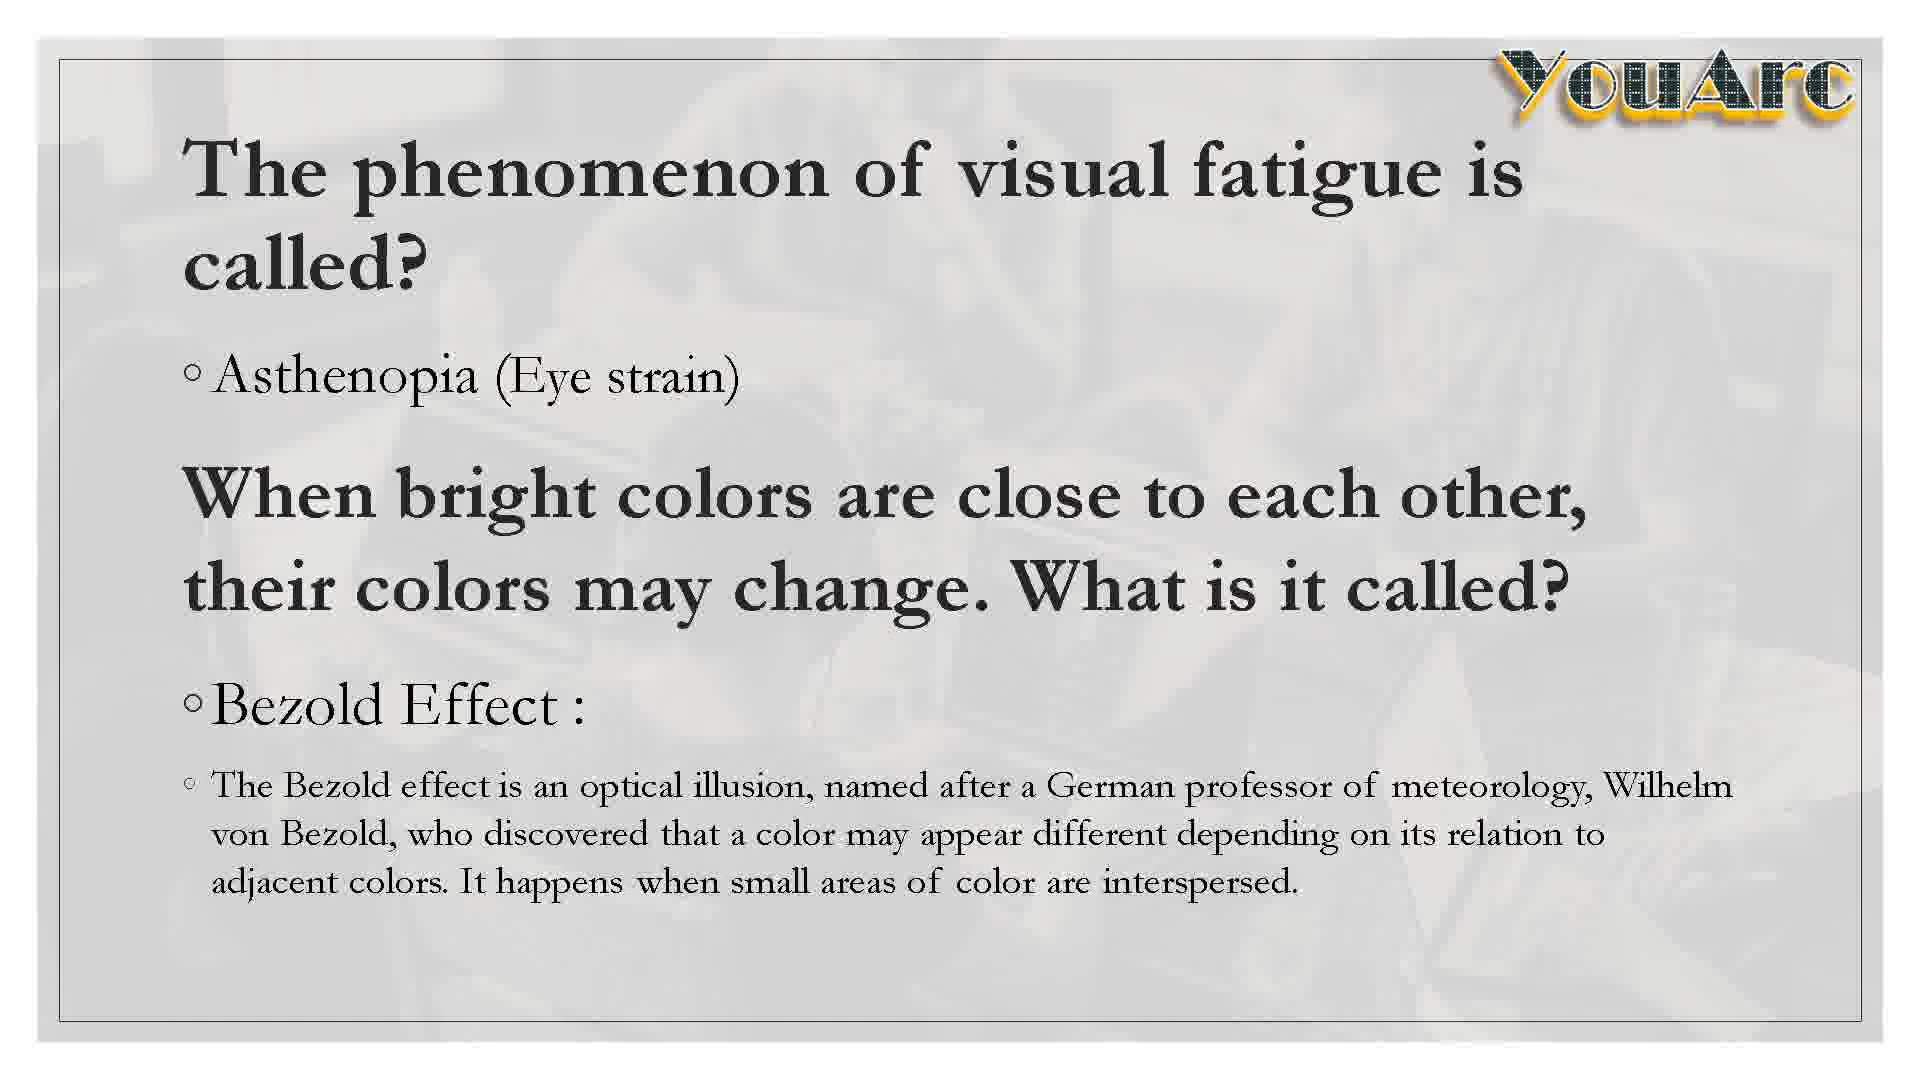 YouArc
The phenomenon of visual fatigue is
called?
◦ Asthenopia (Eye strain)
When bright colors are close to each other,
their colors may change. What is it called?
◦ Bezold Effect :
◦ The Bezold effect is an optical illusion, named after a German professor of meteorology, Wilhelm
von Bezold, who discovered that a color may appear different depending on its relation to
adjacent colors. It happens when small areas of color are interspersed.